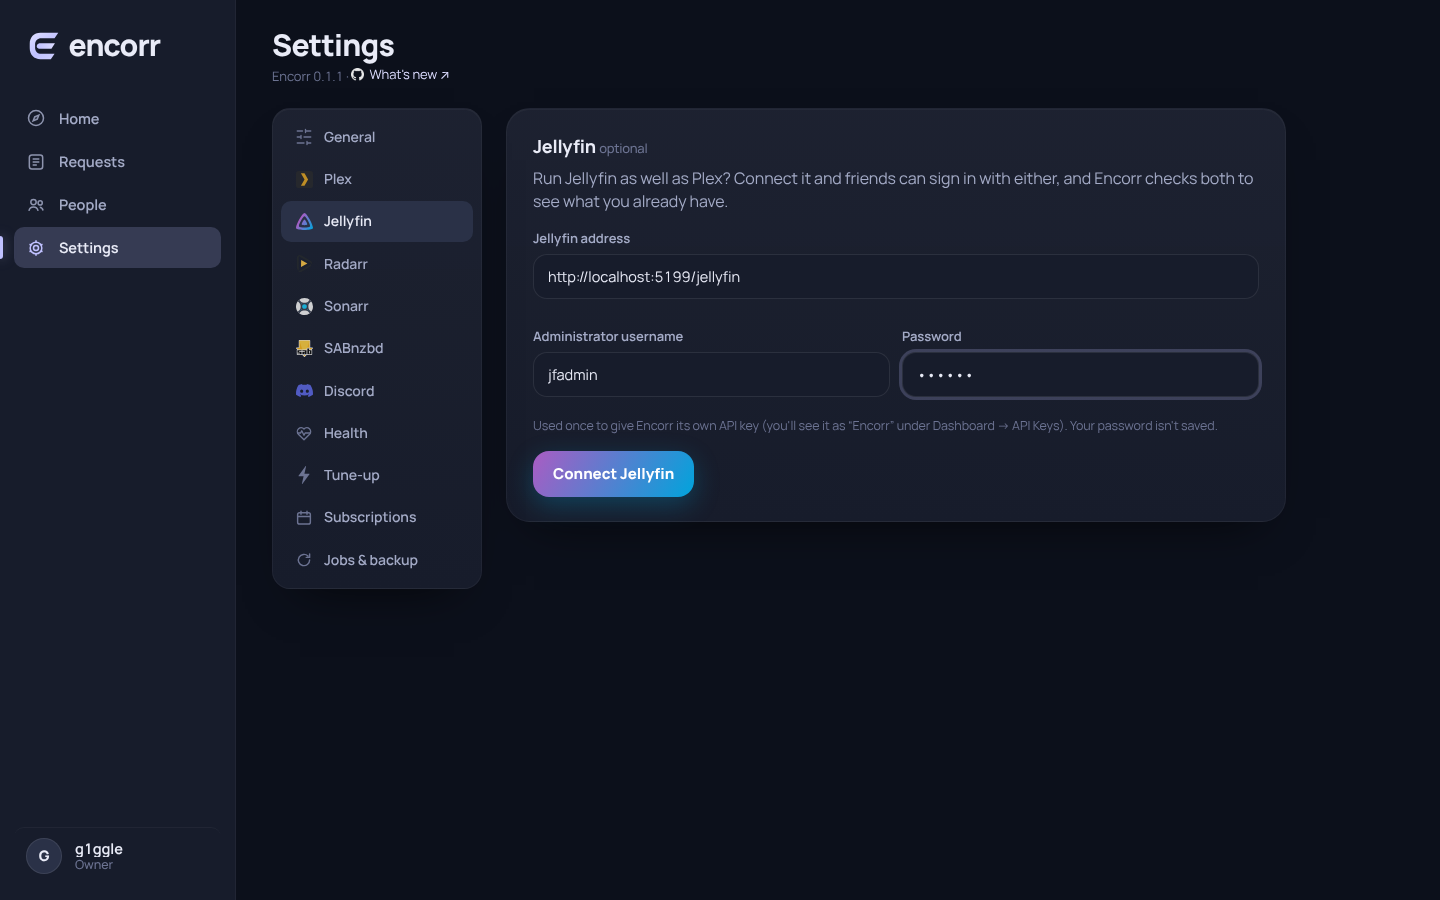 encorr
Home
Requests
People
Settings
g1ggle
Owner
G
Settings
Encorr 0.1.1 · What's new ↗
General
Plex
Jellyfin
Radarr
Sonarr
SABnzbd
Discord
Health
Tune-up
Subscriptions
Jobs & backup
Jellyfin optional
Run Jellyfin as well as Plex? Connect it and friends can sign in with either, and Encorr checks both to
see what you already have.
Jellyfin address
http://localhost:5199/jellyfin
Administrator username
Password
jfadmin
••••••
Used once to give Encorr its own API key (you'll see it as “Encorr” under Dashboard → API Keys). Your password isn't saved.
Connect Jellyfin